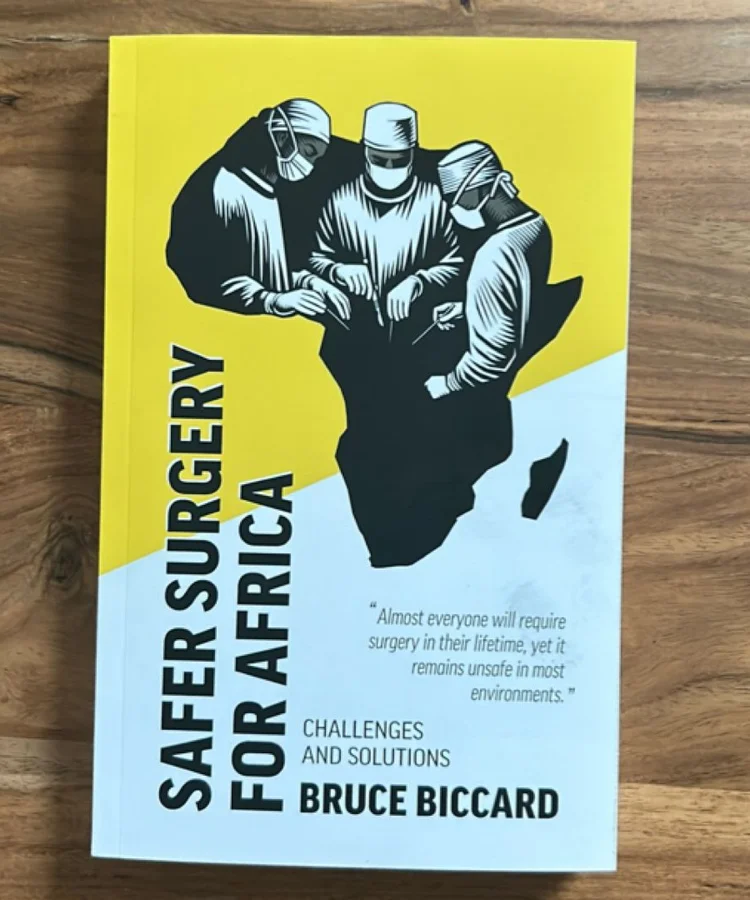 SAFER SURGERY
FOR AFRICA
“Almost everyone will require
surgery in their lifetime, yet it
remains unsafe in most
environments.”
CHALLENGES
AND SOLUTIONS
BRUCE BICCARD